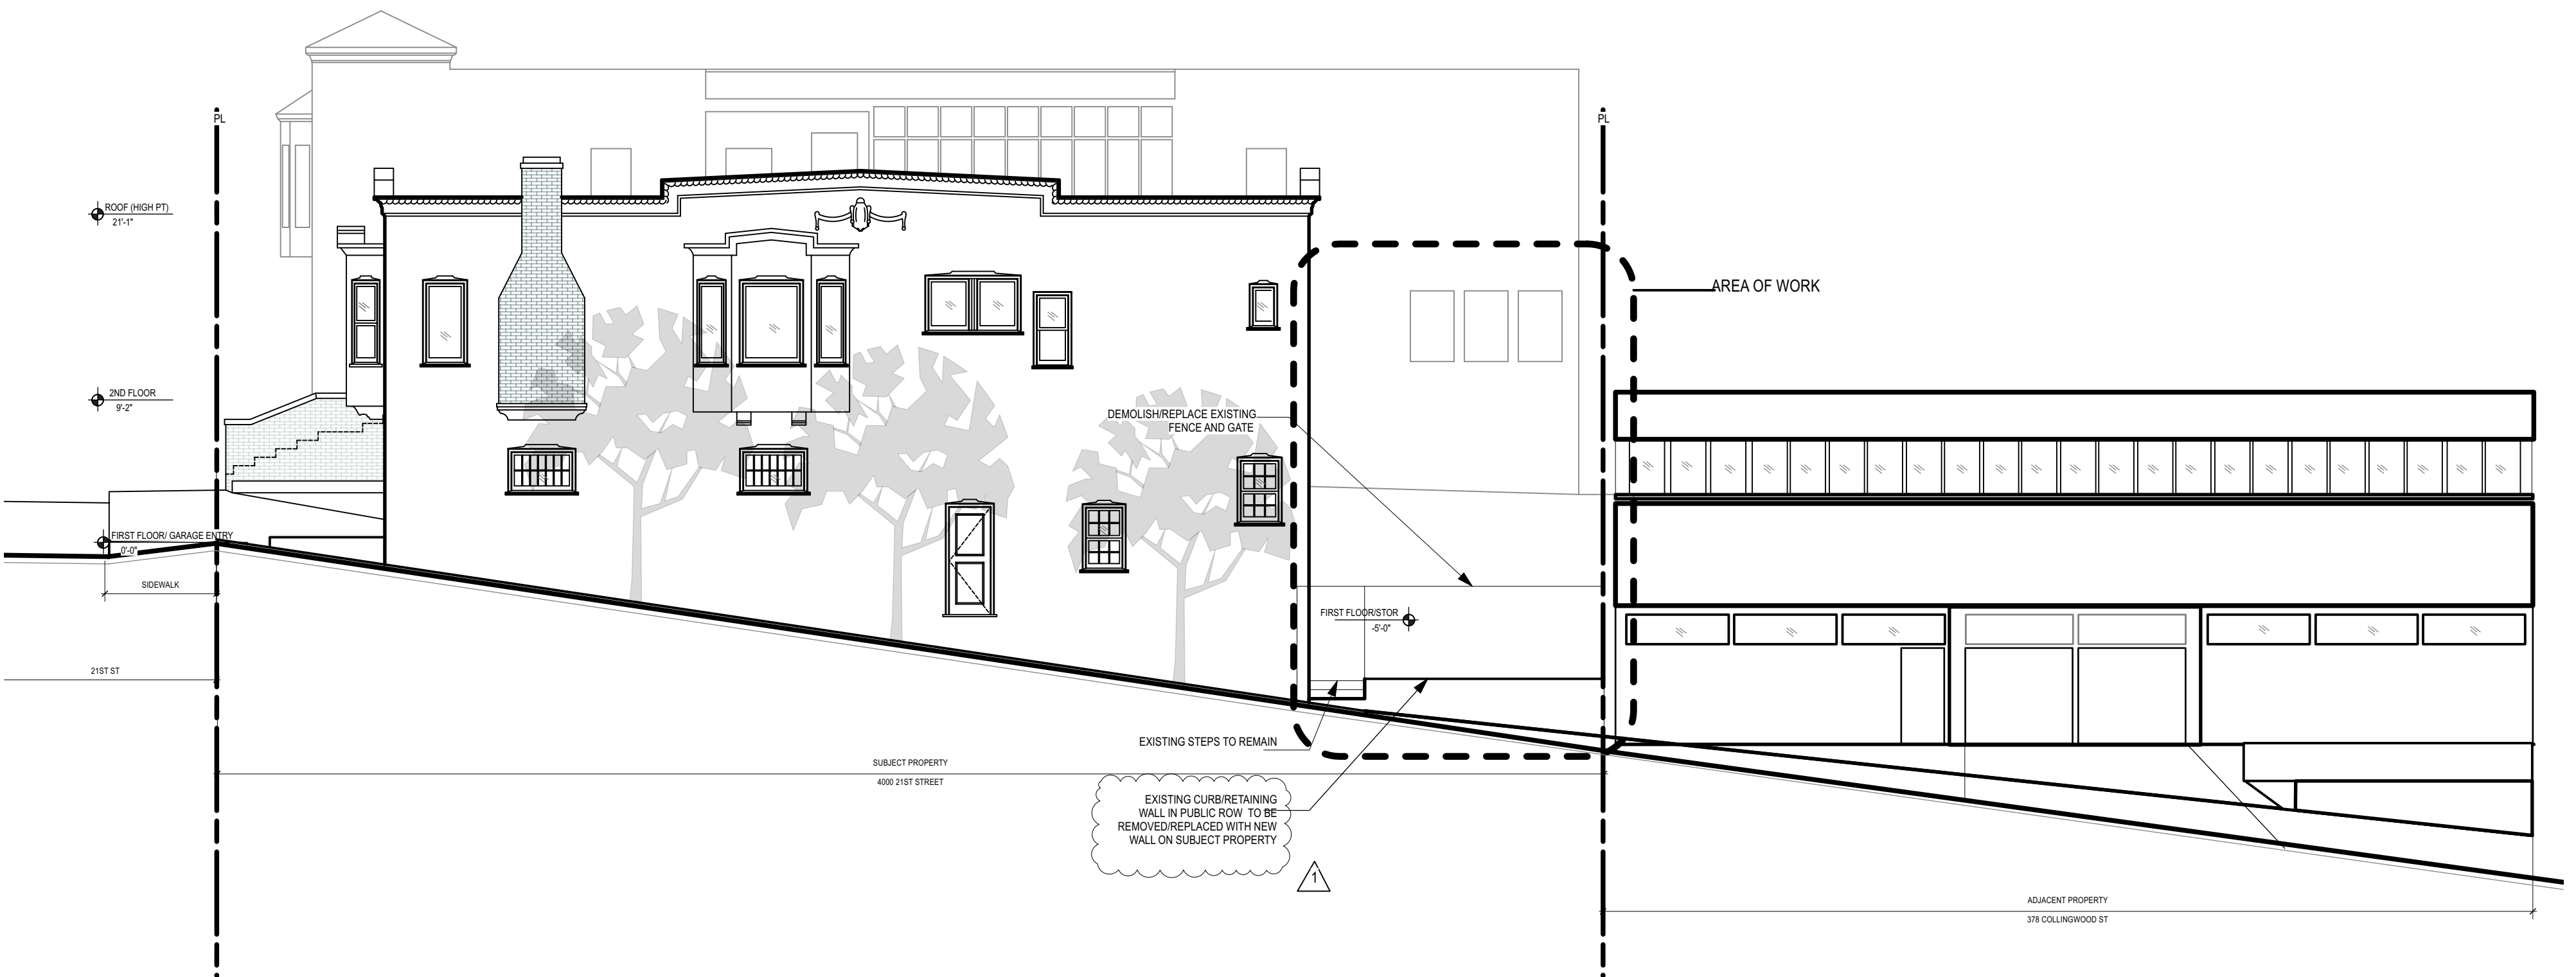 PL
PL
ROOF (HIGH PT)
21'-1"
AREA OF WORK
2ND FLOOR
9'-2"
DEMOLISH/REPLACE EXISTING
FENCE AND GATE
FIRST FLOOR/ GARAGE ENTRY
0'-0"
SIDEWALK
FIRST FLOOR/STOR
-5'-0"
21ST ST
EXISTING STEPS TO REMAIN
SUBJECT PROPERTY
4000 21ST STREET
EXISTING CURB/RETAINING
WALL IN PUBLIC ROW TO BE
REMOVED/REPLACED WITH NEW
WALL ON SUBJECT PROPERTY
1
ADJACENT PROPERTY
378 COLLINGWOOD ST